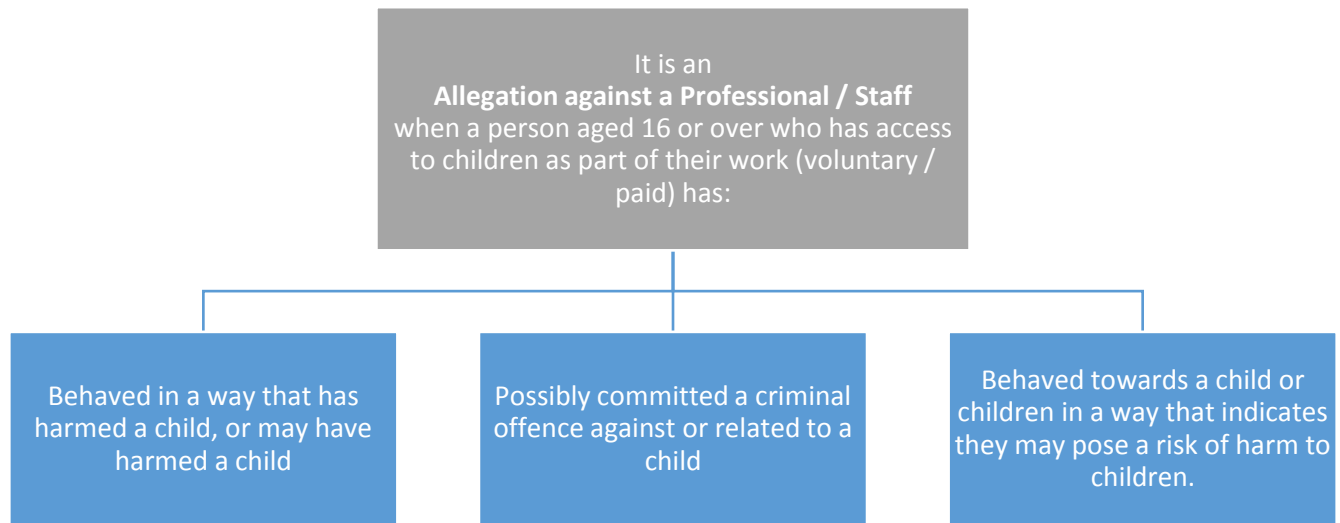 It is an
Allegation against a Professional / Staff
when a person aged 16 or over who has access
to children as part of their work (voluntary /
paid) has:
Behaved in a way that has
harmed a child, or may have
harmed a child
Possibly committed a criminal
offence against or related to a
child
Behaved towards a child or
children in a way that indicates
they may pose a risk of harm to
children.